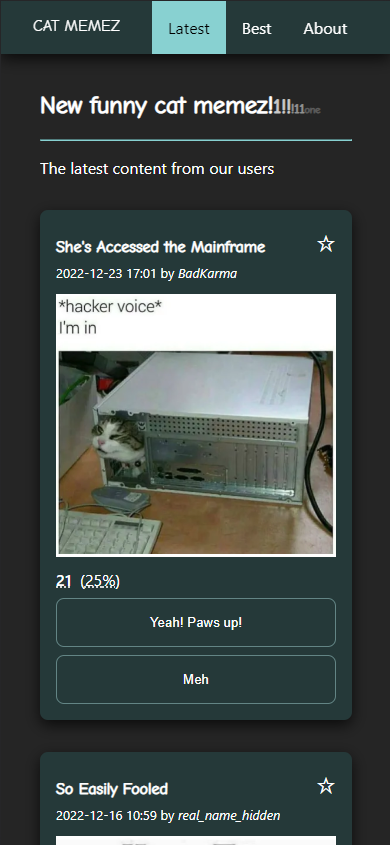 CAT MEMEZ
Latest
Best
About
New funny cat memez!1!!!11one
The latest content from our users
She's Accessed the Mainframe
2022-12-23 17:01 by BadKarma
*hacker voice*
I'm in
21 (25%)
Yeah! Paws up!
Meh
So Easily Fooled
2022-12-16 10:59 by real_name_hidden